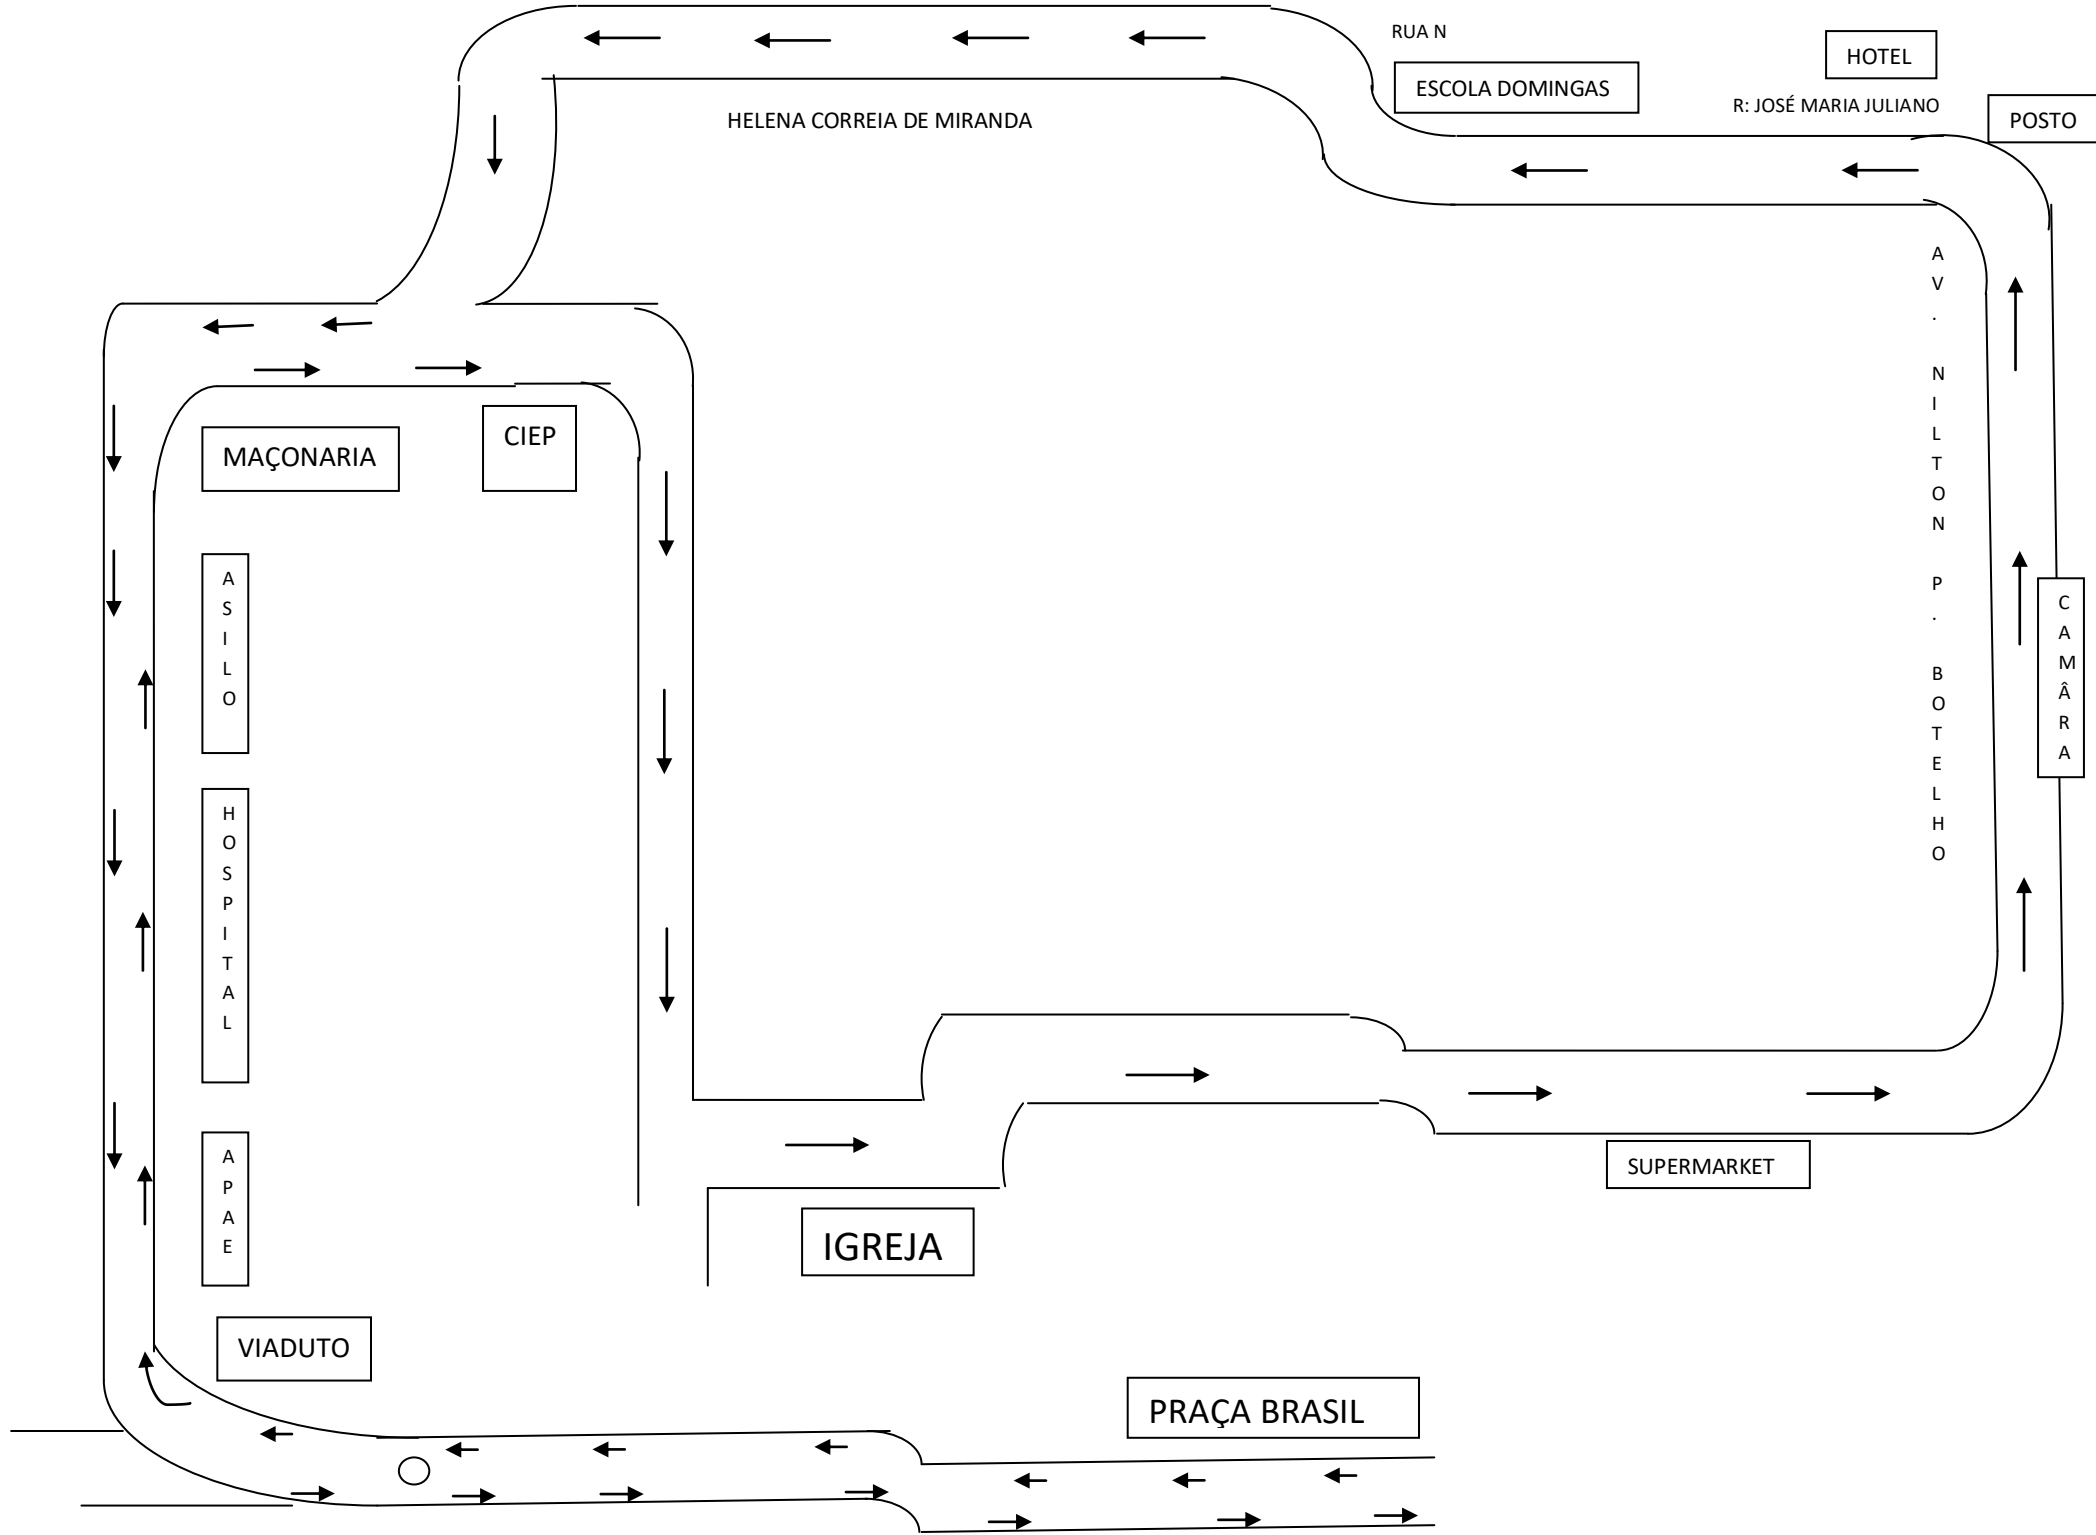 RUA N
HOTEL
ESCOLA DOMINGAS
R: JOSÉ MARIA JULIANO
POSTO
HELENA CORREIA DE MIRANDA
AV. NILTON P. BOTELHO
CIEP
MAÇONARIA
ASILO
CAMÂRA
HOSPITAL
APAE
SUPERMARKET
IGREJA
VIADUTO
PRAÇA BRASIL